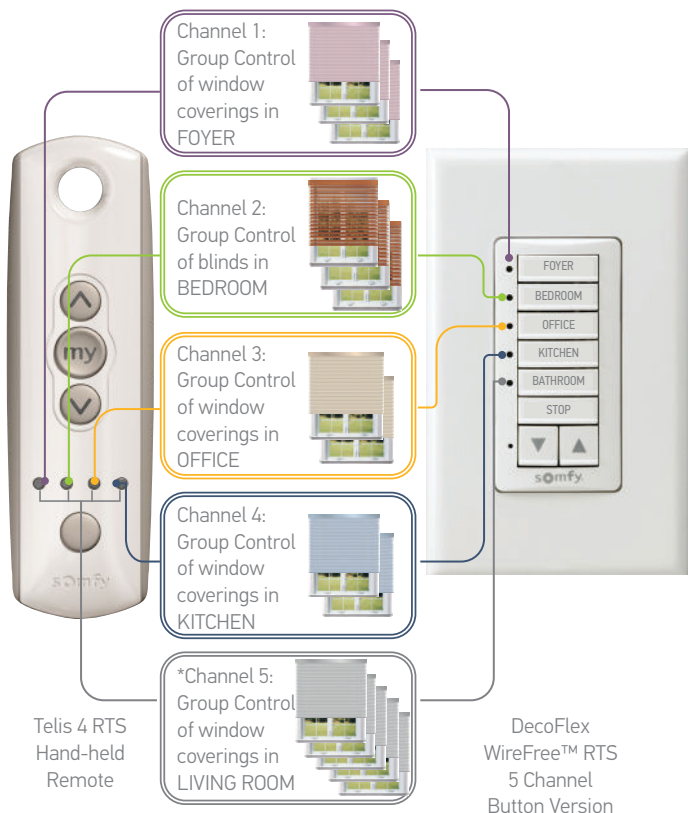 Channel 1:
Group Control
of window
coverings in
FOYER
Channel 2:
Group Control
of blinds in
BEDROOM
Channel 3:
Group Control
of window
coverings in
OFFICE
Channel 4:
Group Control
of window
coverings in
KITCHEN
*Channel 5:
Group Control
of window
coverings in
LIVING ROOM
my
somfy
Telis 4 RTS
Hand-held
Remote
FOYER
BEDROOM
OFFICE
KITCHEN
BATHROOM
STOP
somfy.
DecoFlex
WireFree™ RTS
5 Channel
Button Version